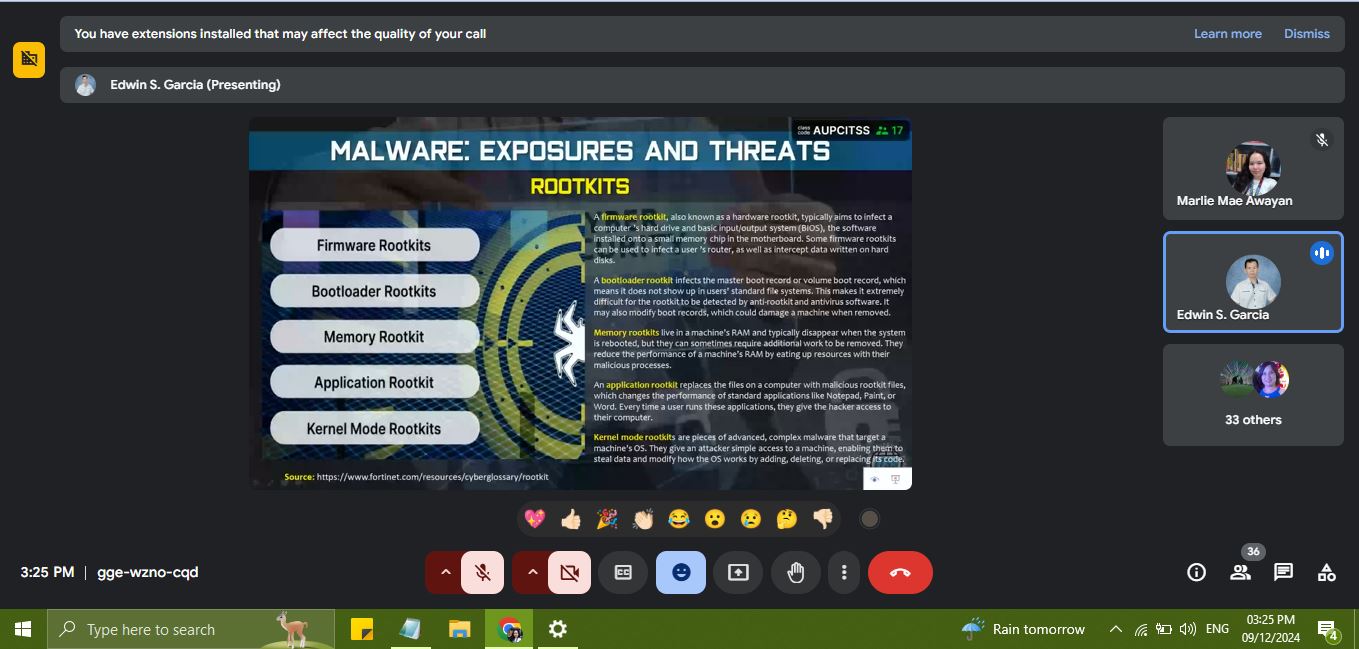 You have extensions installed that may affect the quality of your call
Learn more
Dismiss
Edwin S. Garcia (Presenting)
class code AUPCITSS 17
MALWARE: EXPOSURES AND THREATS
ROOTKITS
Firmware Rootkits
Bootloader Rootkits
Memory Rootkit
Application Rootkit
Kernel Mode Rootkits
A firmware rootkit, also known as a hardware rootkit, typically aims to infect a
computer 's hard drive and basic input/output system (BIOS), the software
installed onto a small memory chip in the motherboard. Some firmware rootkits
can be used to infect a user 's router, as well as intercept data written on hard
disks.
A bootloader rootkit infects the master boot record or volume boot record, which
means it does not show up in users' standard file systems. This makes it extremely
difficult for the rootkit to be detected by anti-rootkit and antivirus software. It
may also modify boot records, which could damage a machine when removed.
Memory rootkits live in a machine's RAM and typically disappear when the system
is rebooted, but they can sometimes require additional work to be removed. They
reduce the performance of a machine's RAM by eating up resources with their
malicious processes.
An application rootkit replaces the files on a computer with malicious rootkit files,
which changes the performance of standard applications like Notepad, Paint, or
Word. Every time a user runs these applications, they give the hacker access to
their computer.
Kernel mode rootkits are pieces of advanced, complex malware that target a
machine's OS. They give an attacker simple access to a machine, enabling them to
steal data and modify how the OS works by adding, deleting, or replacing its code.
Source: https://www.fortinet.com/resources/cyberglossary/rootkit
Marlie Mae Awayan
Edwin S. Garcia
33 others
3:25 PM | gge-wzno-cqd
CC
36
Type here to search
Rain tomorrow
ENG
03:25 PM
09/12/2024
4